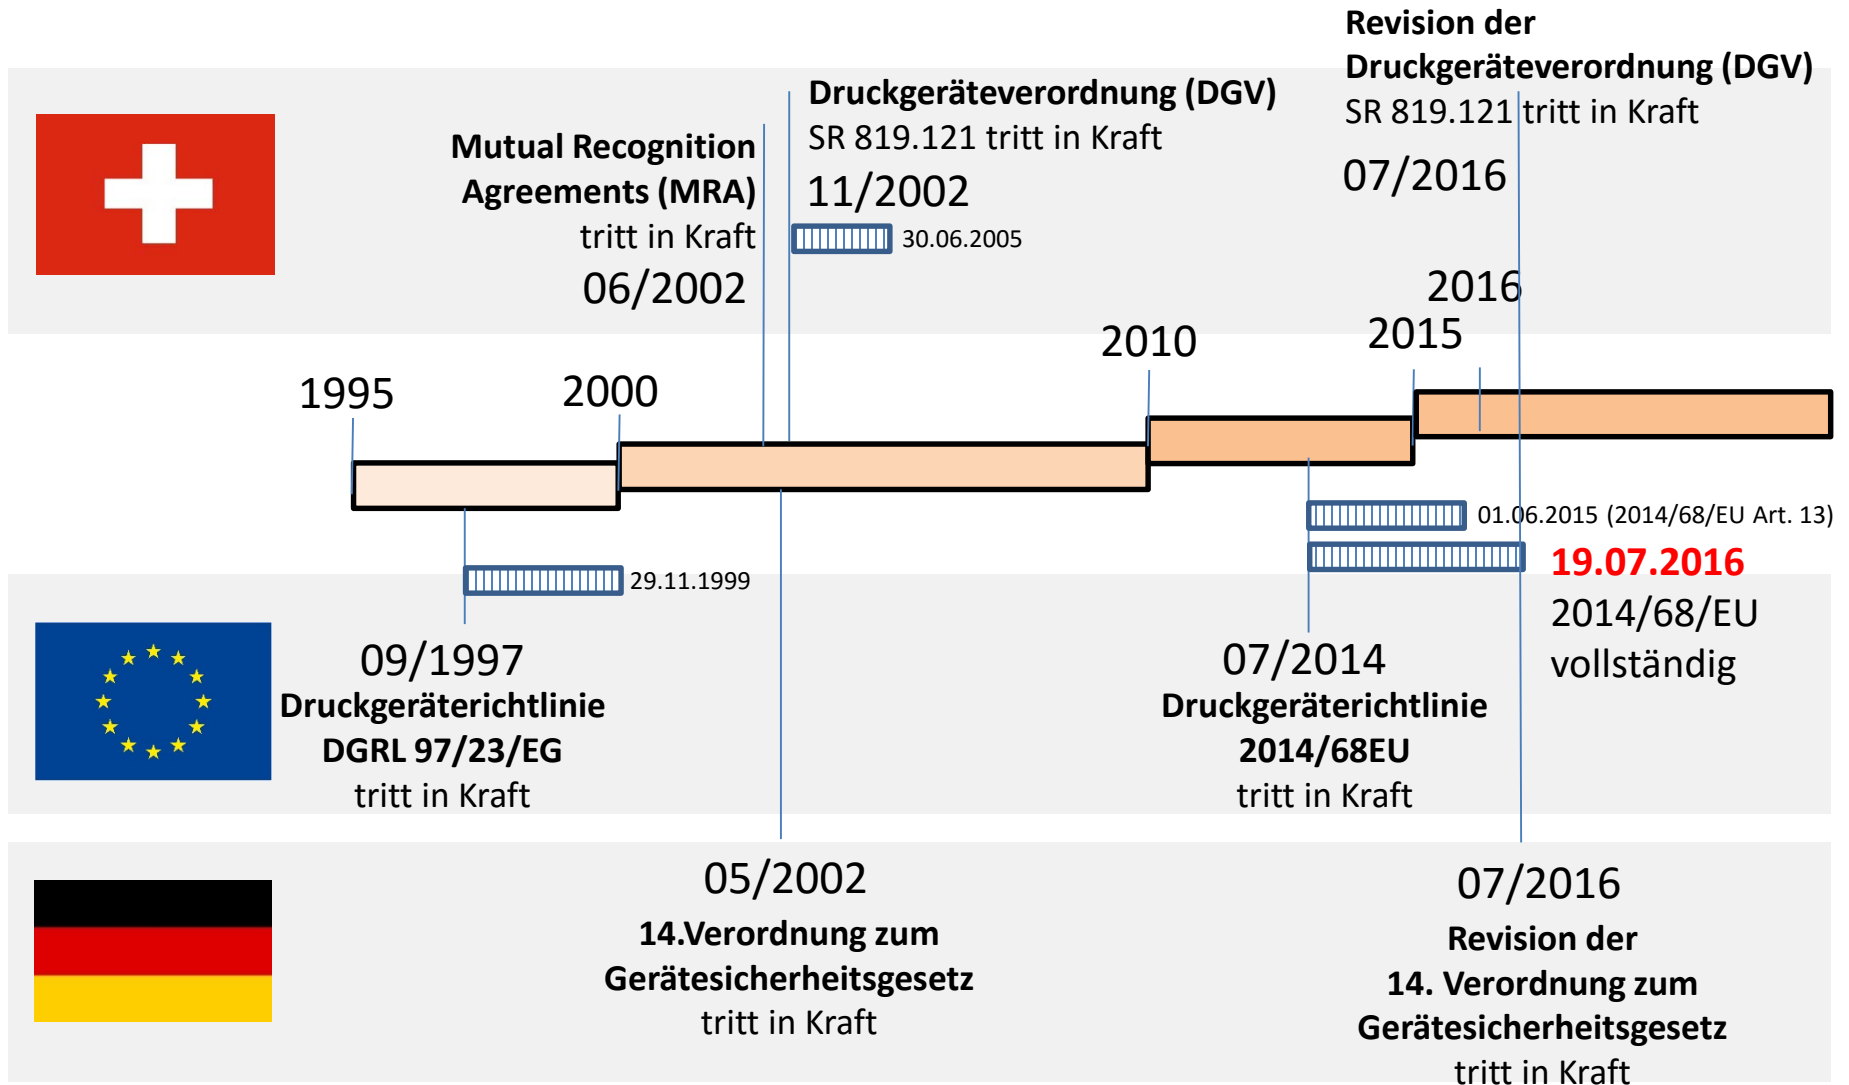 Revision der
Druckgeräteverordnung (DGV)
SR 819.121 tritt in Kraft
07/2016
Druckgeräteverordnung (DGV)
SR 819.121 tritt in Kraft
11/2002
30.06.2005
Mutual Recognition
Agreements (MRA)
tritt in Kraft
06/2002
1995
2000
2010
2015
2016
01.06.2015 (2014/68/EU Art. 13)
19.07.2016
2014/68/EU
vollständig
29.11.1999
09/1997
Druckgeräterichtlinie
DGRL 97/23/EG
tritt in Kraft
07/2014
Druckgeräterichtlinie
2014/68EU
tritt in Kraft
05/2002
14.Verordnung zum
Gerätesicherheitsgesetz
tritt in Kraft
07/2016
Revision der
14. Verordnung zum
Gerätesicherheitsgesetz
tritt in Kraft